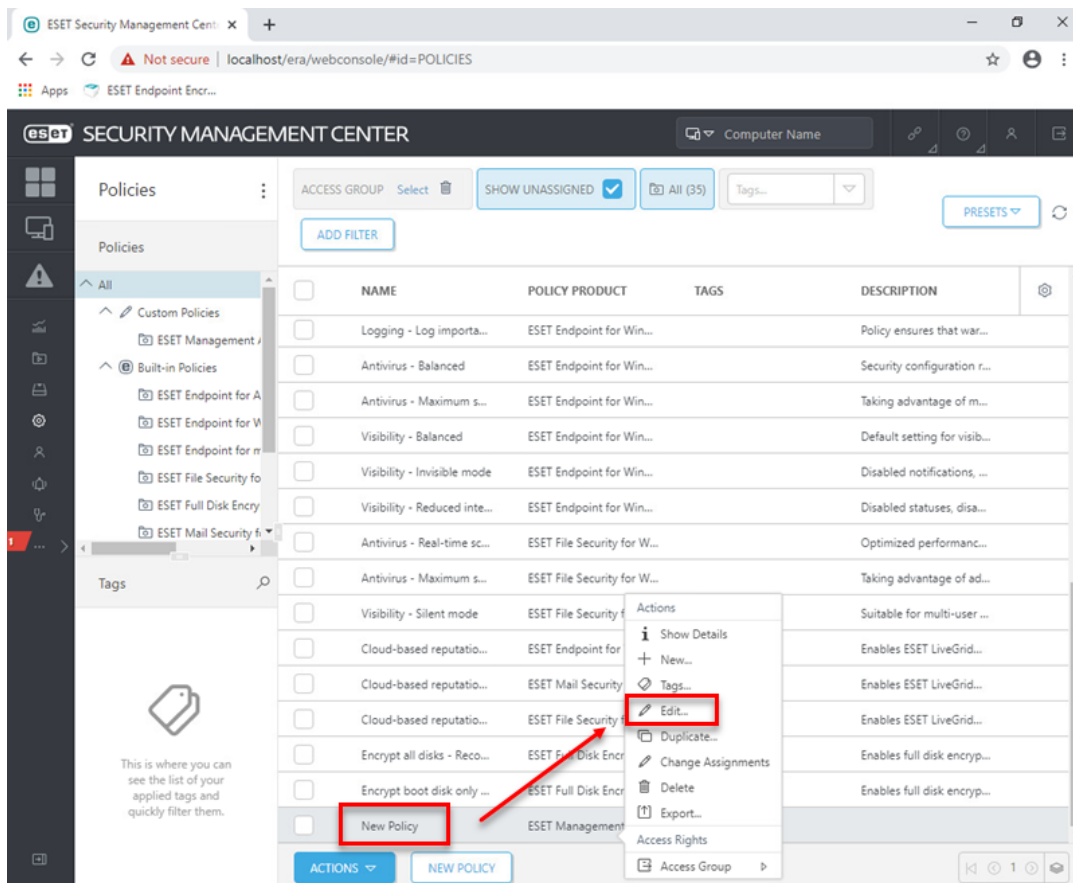 ESET Security Management Cent
Not secure | localhost/era/webconsole/#id=POLICIES
Apps ESET Endpoint Encr...
eset SECURITY MANAGEMENT CENTER Computer Name
Policies
ACCESS GROUP Select SHOW UNASSIGNED All (35) Tags...
PRESETS
ADD FILTER
Policies
All
Custom Policies
ESET Management
Built-in Policies
ESET Endpoint for A
ESET Endpoint for W
ESET Endpoint for m
ESET File Security fo
ESET Full Disk Encry
ESET Mail Security f
1 ...
Tags
This is where you can
see the list of your
applied tags and
quickly filter them.
NAME POLICY PRODUCT TAGS DESCRIPTION
Logging - Log importa... ESET Endpoint for Win... Policy ensures that war...
Antivirus - Balanced ESET Endpoint for Win... Security configuration r...
Antivirus - Maximum s... ESET Endpoint for Win... Taking advantage of m...
Visibility - Balanced ESET Endpoint for Win... Default setting for visib...
Visibility - Invisible mode ESET Endpoint for Win... Disabled notifications, ...
Visibility - Reduced inte... ESET Endpoint for Win... Disabled statuses, disa...
Antivirus - Real-time sc... ESET File Security for W... Optimized performanc...
Antivirus - Maximum s... ESET File Security for W... Taking advantage of ad...
Visibility - Silent mode ESET File Security f Suitable for multi-user ...
Cloud-based reputatio... ESET Endpoint for Enables ESET LiveGrid...
Cloud-based reputatio... ESET Mail Security Enables ESET LiveGrid...
Cloud-based reputatio... ESET File Security f Enables ESET LiveGrid...
Encrypt all disks - Reco... ESET Full Disk Encr Enables full disk encryp...
Encrypt boot disk only ... ESET Full Disk Encr Enables full disk encryp...
New Policy ESET Management
Actions
Show Details
New...
Tags...
Edit...
Duplicate...
Change Assignments
Delete
Export...
Access Rights
Access Group
ACTIONS NEW POLICY 1